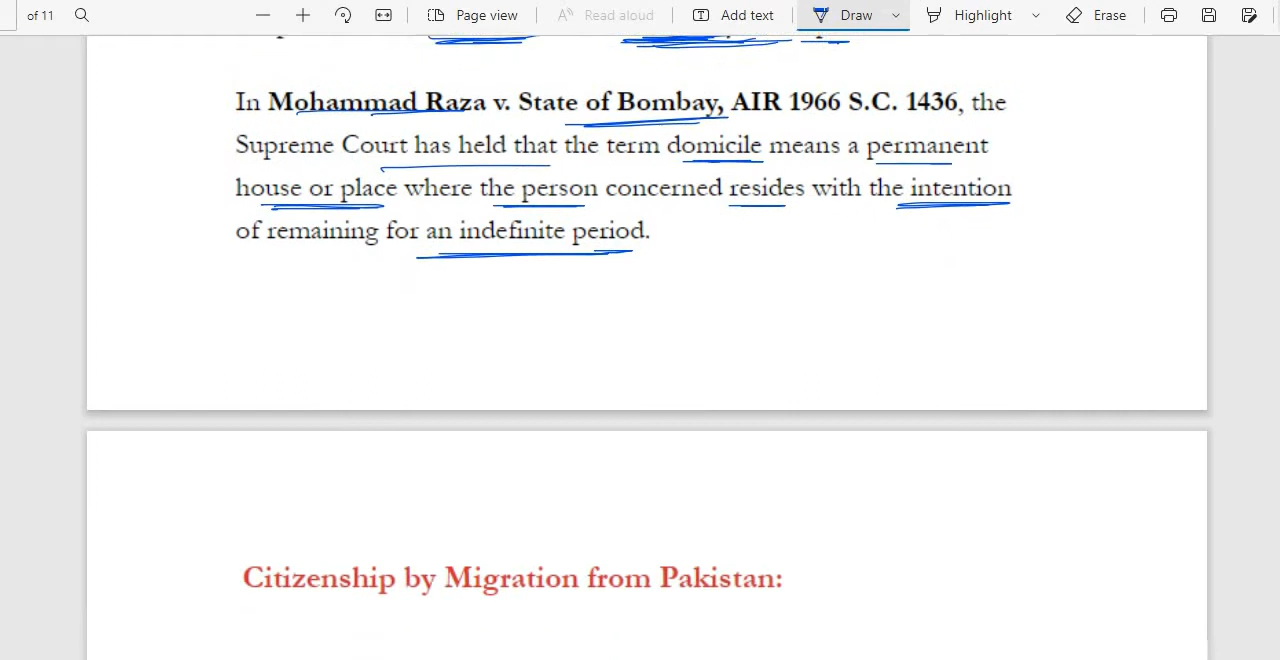 of 11
Page view
Read aloud
Add text
Draw
Highlight
Erase
In Mohammad Raza v. State of Bombay, AIR 1966 S.C. 1436, the
Supreme Court has held that the term domicile means a permanent
house or place where the person concerned resides with the intention
of remaining for an indefinite period.
Citizenship by Migration from Pakistan: